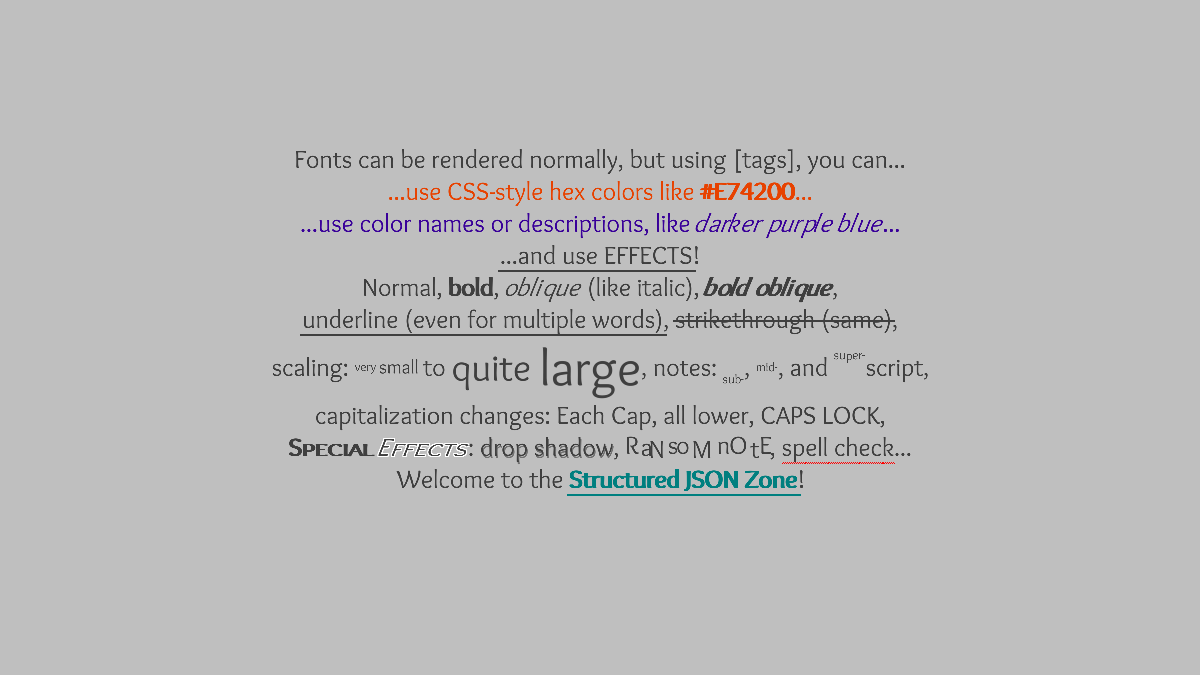 Fonts can be rendered normally, but using [tags], you can...
...use CSS-style hex colors like #E74200...
...use color names or descriptions, like darker purple blue...
...and use EFFECTS!
Normal, bold, oblique (like italic), bold oblique,
underline (even for multiple words), strikethrough (same),
scaling: very small to quite large, notes: sub-, mid-, and super-script,
capitalization changes: Each Cap, all lower, CAPS LOCK,
Special Effects: drop shadow, RaNsoM nOtE, spell check...
Welcome to the Structured JSON Zone!